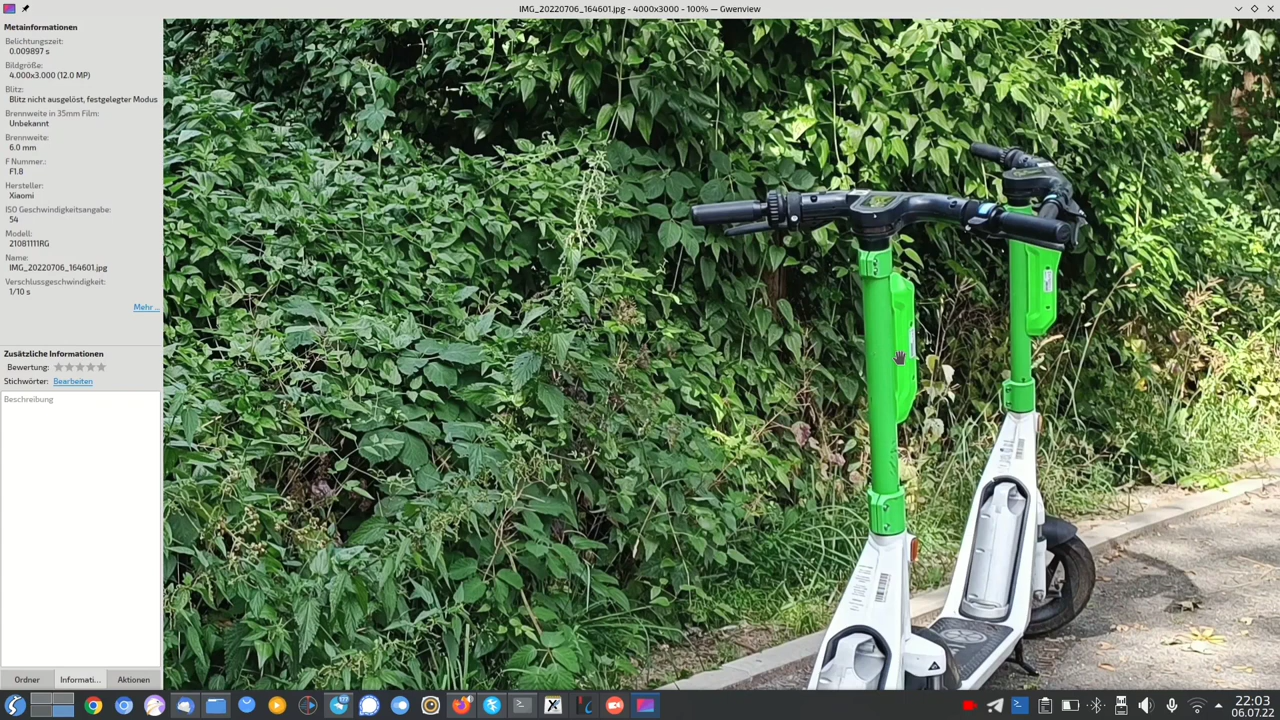 IMG_20220706_164601.jpg - 4000x3000 - 100% — Gwenview
Metainformationen
Belichtungszeit:
0.009897 s
Bildgröße:
4.000x3.000 (12.0 MP)
Blitz:
Blitz nicht ausgelöst, festgelegter Modus
Brennweite in 35mm Film:
Unbekannt
Brennweite:
6.0 mm
F Nummer.:
F1.8
Hersteller:
Xiaomi
ISO Geschwindigkeitsangabe:
54
Modell:
21081111RG
Name:
IMG_20220706_164601.jpg
Verschlussgeschwindigkeit:
1/10 s
Mehr ...
Zusätzliche Informationen
Bewertung:
Stichwörter: Bearbeiten
Beschreibung
Ordner Informati... Aktionen
177
22:03
06.07.22